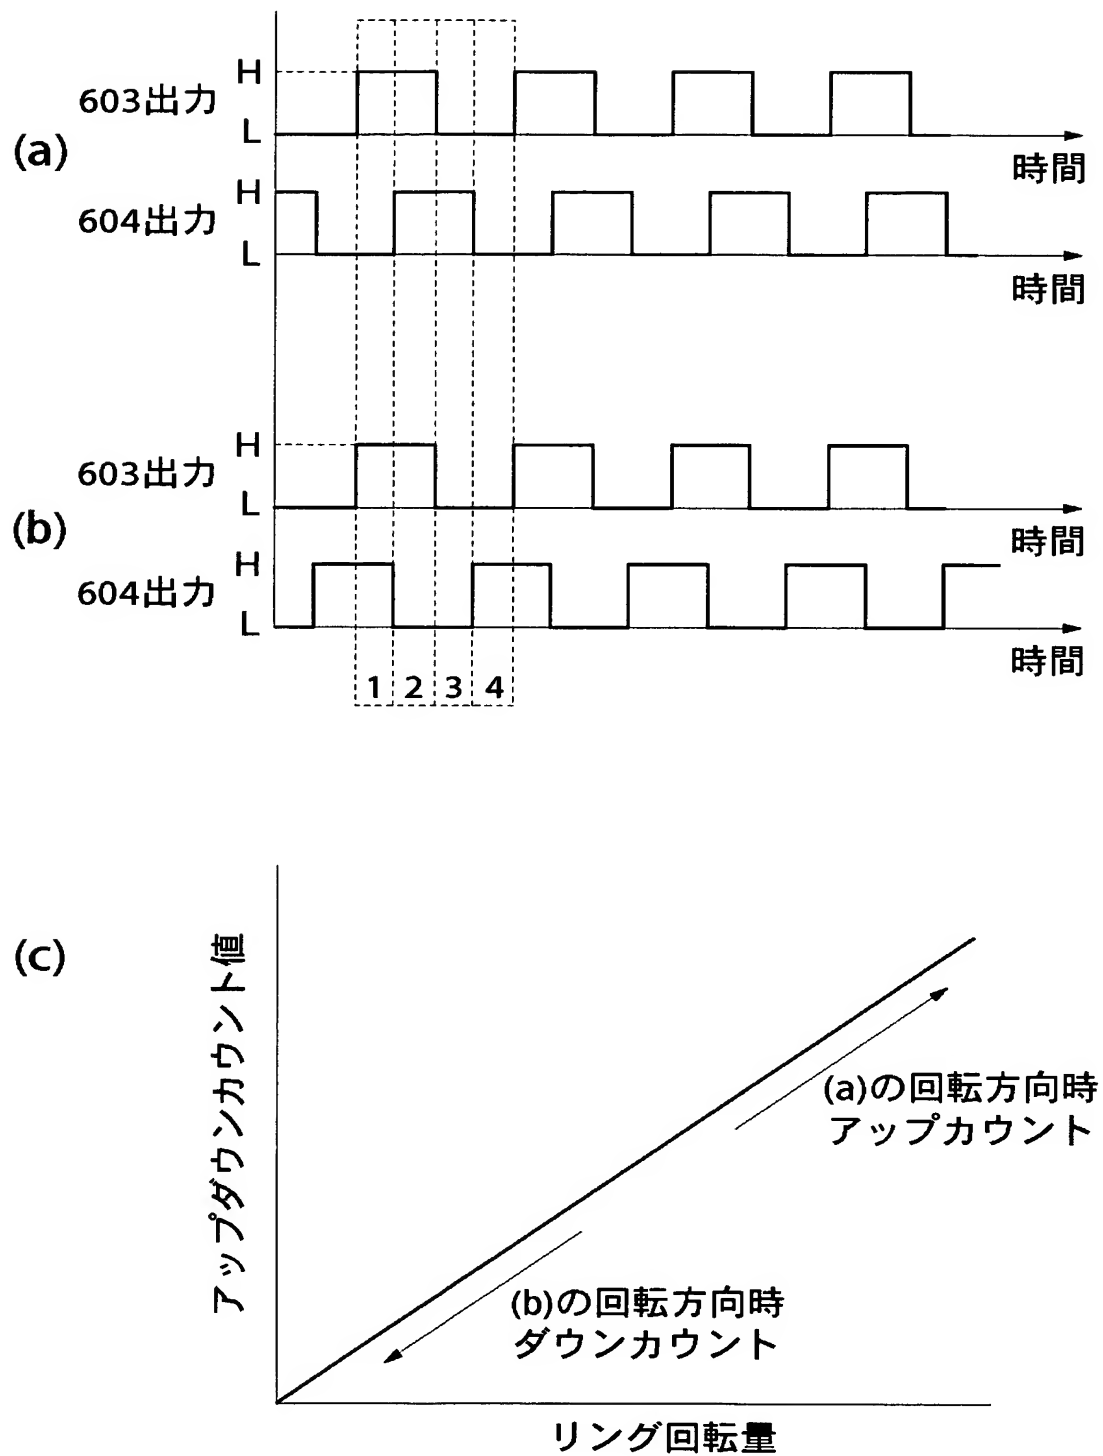 (a)
H
603出力
L
時間
H
604出力
L
時間
(b)
H
603出力
L
時間
H
604出力
L
時間
1 2 3 4
(c)
アップダウンカウント値
(a)の回転方向時
アップカウント
(b)の回転方向時
ダウンカウント
リング回転量